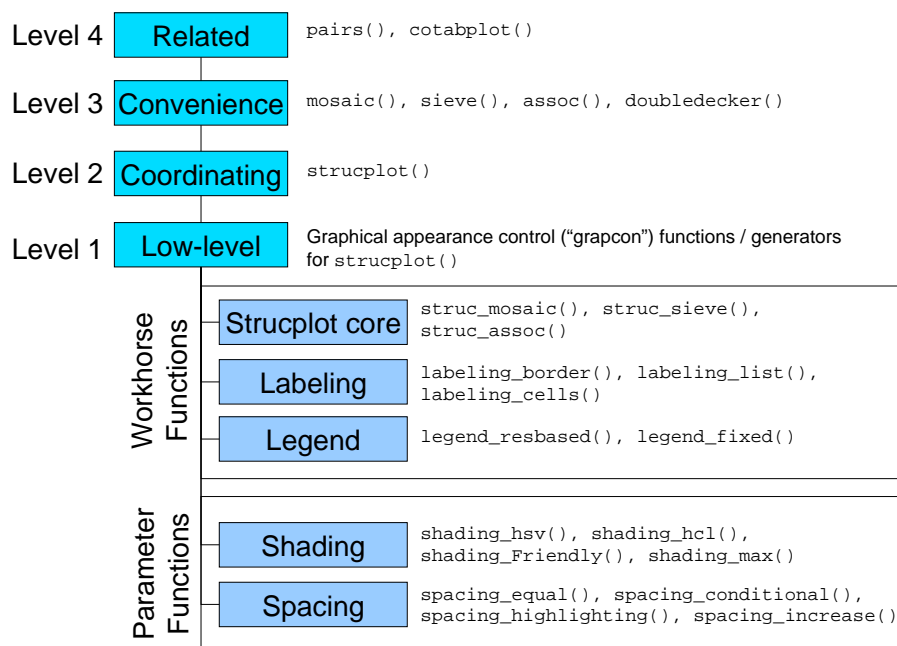 Level 4 Related pairs(), cotabplot()
Level 3 Convenience mosaic(), sieve(), assoc(), doubledecker()
Level 2 Coordinating strucplot()
Level 1 Low-level Graphical appearance control (“grapcon”) functions / generators
for strucplot()
Workhorse
Functions
Strucplot core struc_mosaic(), struc_sieve(),
struc_assoc()
Labeling labeling_border(), labeling_list(),
labeling_cells()
Legend legend_resbased(), legend_fixed()
Parameter
Functions
Shading shading_hsv(), shading_hcl(),
shading_Friendly(), shading_max()
Spacing spacing_equal(), spacing_conditional(),
spacing_highlighting(), spacing_increase()